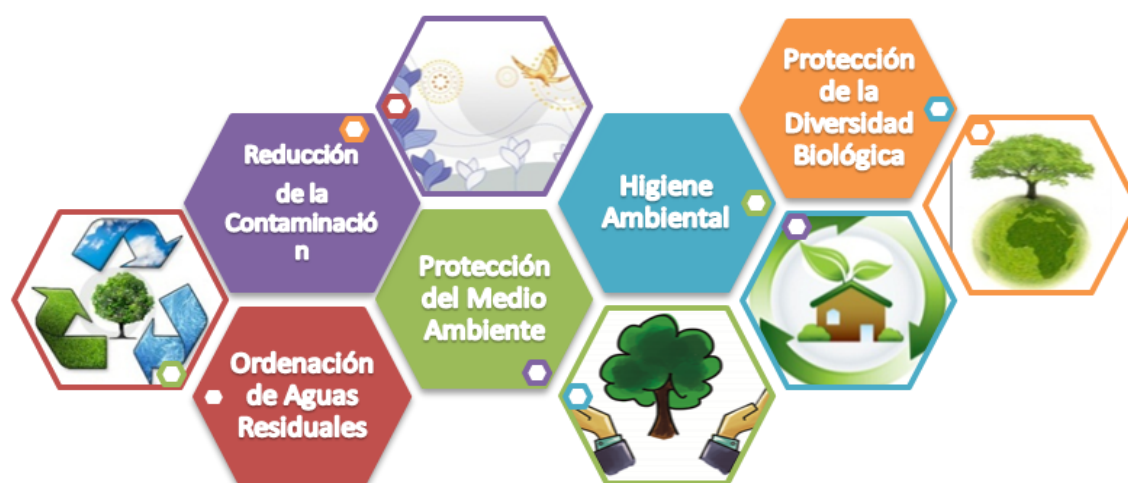 Reducción
de la
Contaminació
n
Ordenación
de Aguas
Residuales
Protección
del Medio
Ambiente
Higiene
Ambiental
Protección
de la
Diversidad
Biológica